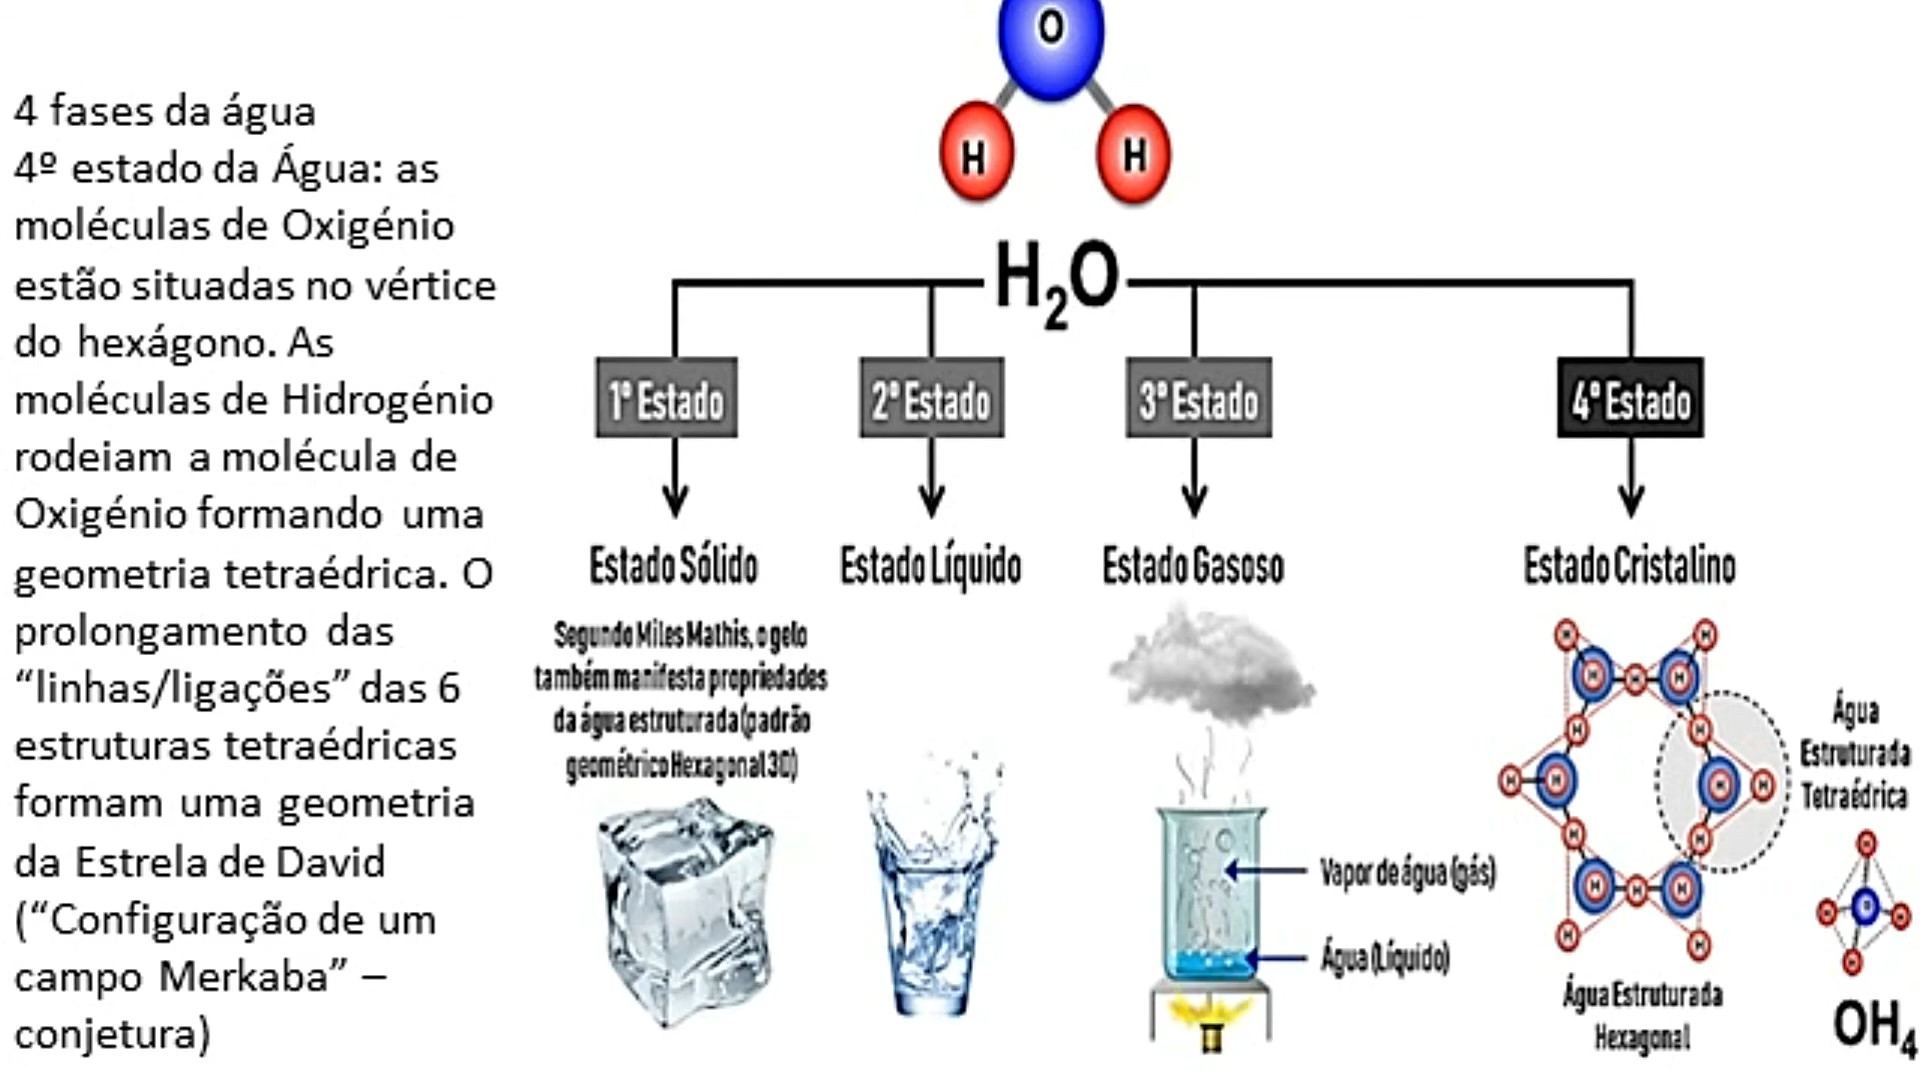 4 fases da água
4º estado da Água: as
moléculas de Oxigénio
estão situadas no vértice
do hexágono. As
moléculas de Hidrogénio
rodeiam a molécula de
Oxigénio formando uma
geometria tetraédrica. O
prolongamento das
“linhas/ligações” das 6
estruturas tetraédricas
formam uma geometria
da Estrela de David
(“Configuração de um
campo Merkaba” –
conjetura)
O
H H
H₂O
1º Estado
2º Estado
3º Estado
4º Estado
Estado Sólido
Estado Líquido
Estado Gasoso
Estado Cristalino
Segundo Miles Mathis, o gelo
também manifesta propriedades
da água estruturada (padrão
geométrico Hexagonal 3D)
Vapor de água (gás)
Água (Líquido)
H H
H H H
H H
H H H H
H H
H H H
H H
Água
Estruturada
Tetraédrica
Água Estruturada
Hexagonal
OH₄